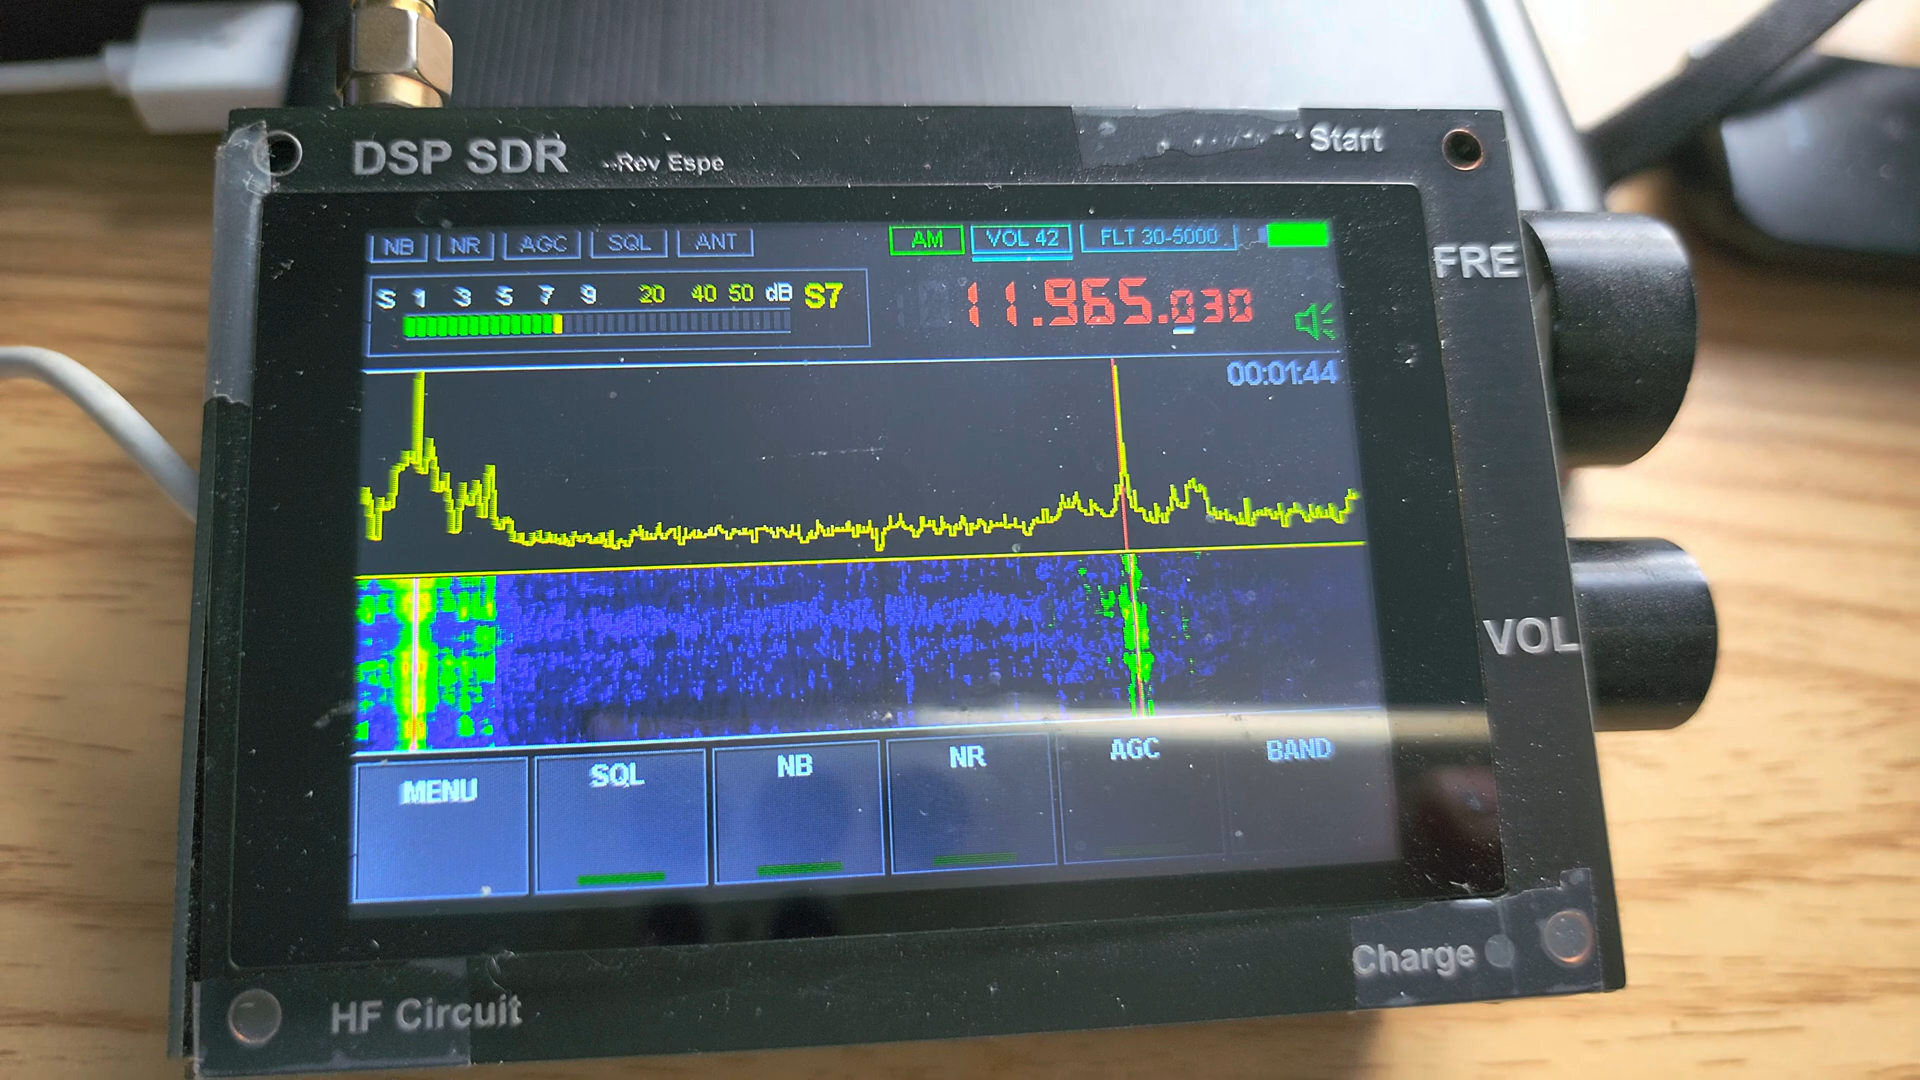 DSP SDR --Rev Espe
Start
NB NR AGC SQL ANT AM VOL 42 FLT 30-5000
S 1 3 5 7 9 20 40 50 dB S7
11.965.030
00:01:44
FRE
VOL
MENU SQL NB NR AGC BAND
HF Circuit
Charge